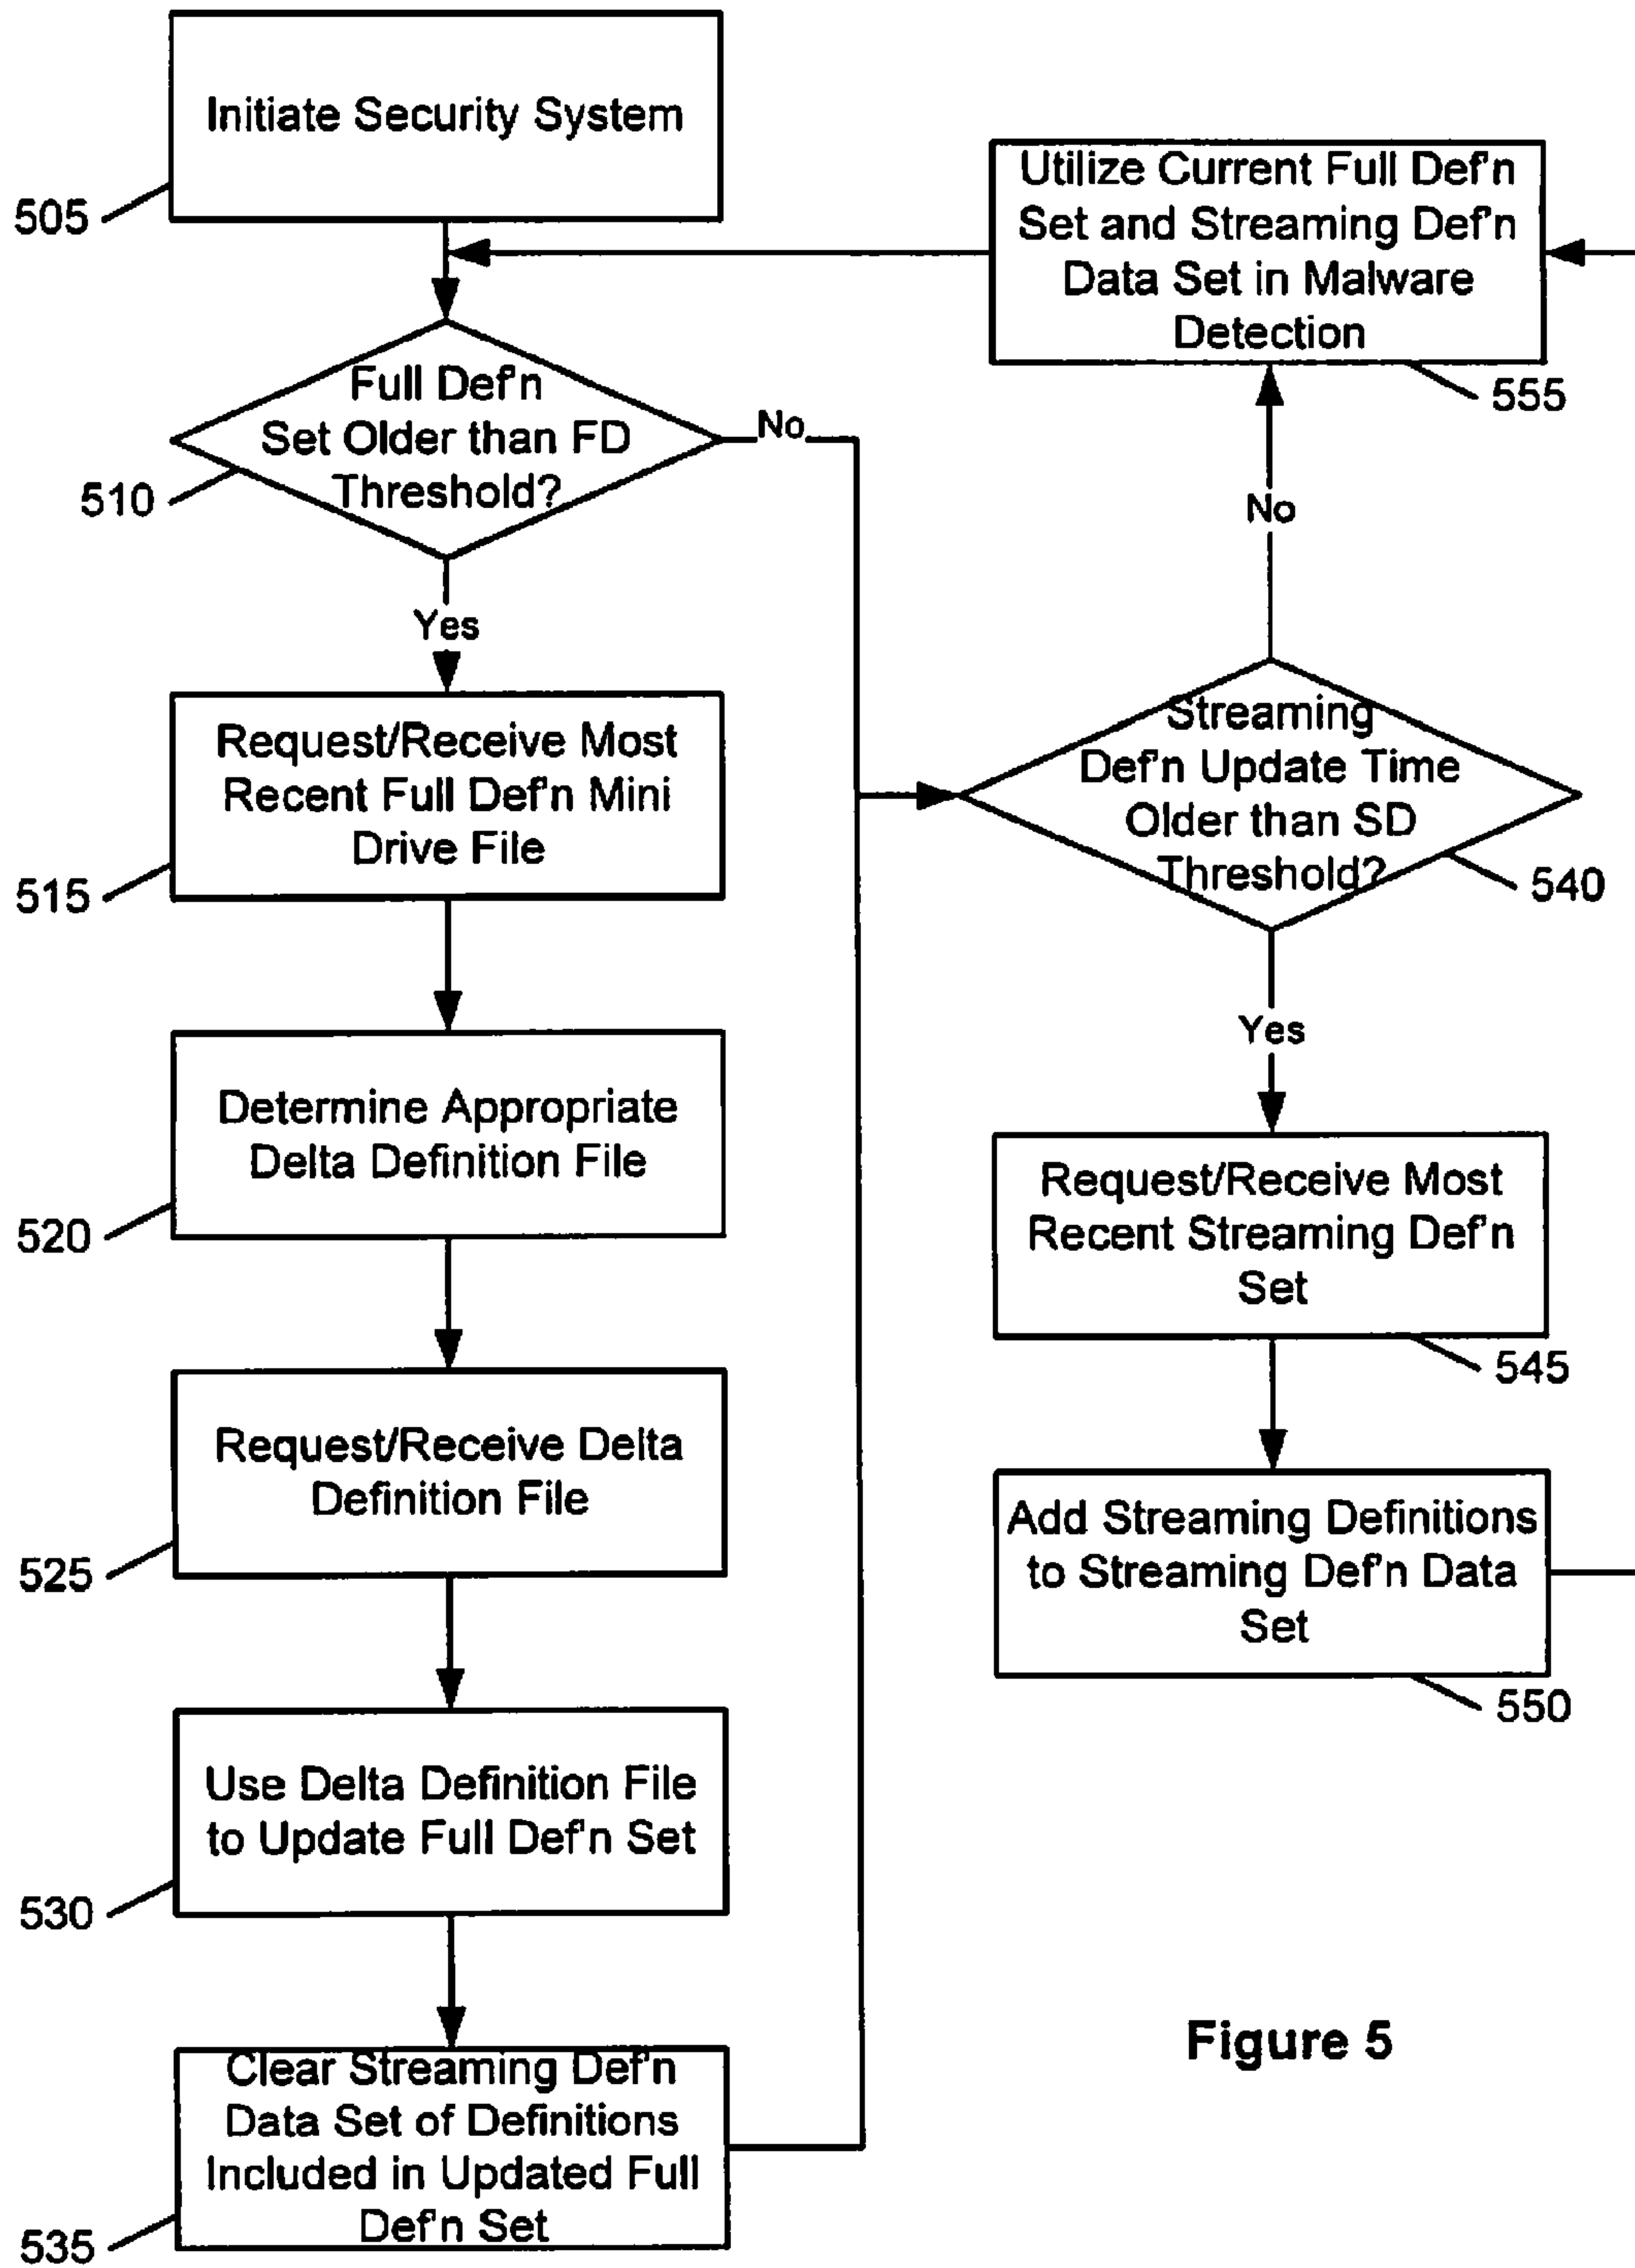 Initiate Security System
505
Full Def'n
Set Older than FD
Threshold?
510
No
Yes
Request/Receive Most
Recent Full Def'n Mini
Drive File
515
Determine Appropriate
Delta Definition File
520
Request/Receive Delta
Definition File
525
Use Delta Definition File
to Update Full Def'n Set
530
Clear Streaming Def'n
Data Set of Definitions
Included in Updated Full
Def'n Set
535
Utilize Current Full Def'n
Set and Streaming Def'n
Data Set in Malware
Detection
555
No
Streaming
Def'n Update Time
Older than SD
Threshold?
540
Yes
Request/Receive Most
Recent Streaming Def'n
Set
545
Add Streaming Definitions
to Streaming Def'n Data
Set
550
Figure 5